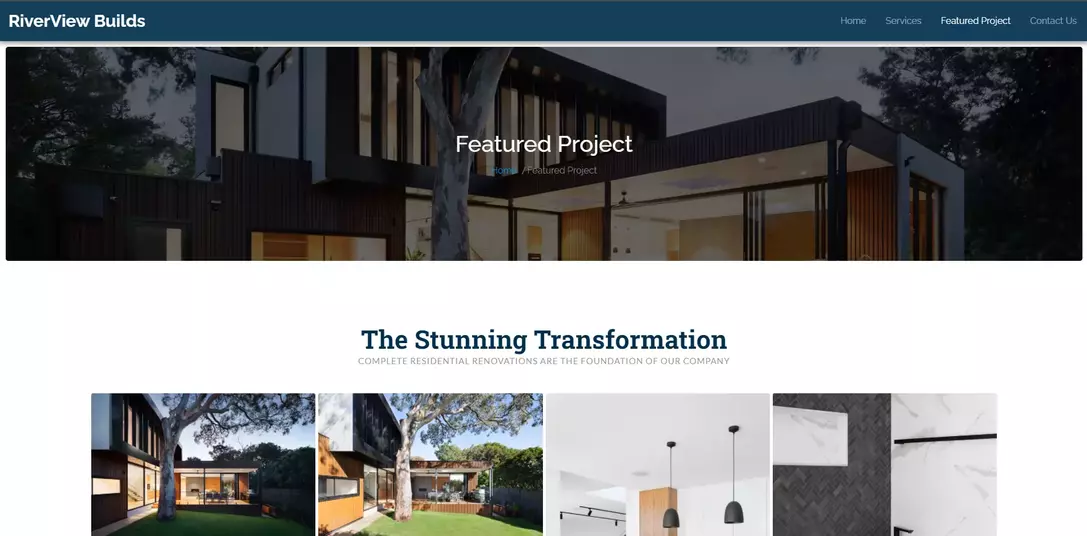 RiverView Builds
Home Services Featured Project Contact Us
Featured Project
Home /Featured Project
The Stunning Transformation
COMPLETE RESIDENTIAL RENOVATIONS ARE THE FOUNDATION OF OUR COMPANY